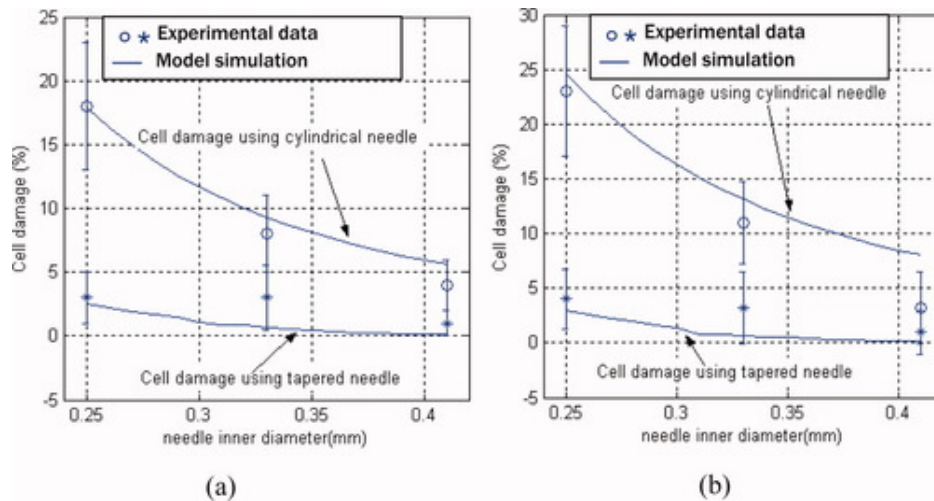 25
20
15
10
5
0
-5
Cell damage (%)
Experimental data
Model simulation
Cell damage using cylindrical needle
Cell damage using tapered needle
0.25 0.3 0.35 0.4
needle inner diameter(mm)
(a)
30
25
20
15
10
5
0
-5
Cell damage (%)
Experimental data
Model simulation
Cell damage using cylindrical needle
Cell damage using tapered needle
0.25 0.3 0.35 0.4
needle inner diameter(mm)
(b)